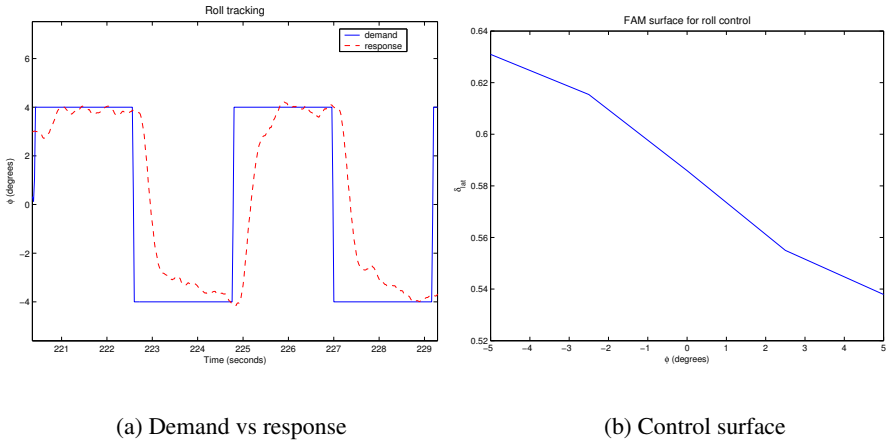 Roll tracking
demand
response
6
4
2
0
−2
−4
φ (degrees)
221 222 223 224 225 226 227 228 229
Time (seconds)
(a) Demand vs response
FAM surface for roll control
0.64
0.62
0.6
0.58
0.56
0.54
0.52
δlat
−5 −4 −3 −2 −1 0 1 2 3 4 5
φ (degrees)
(b) Control surface